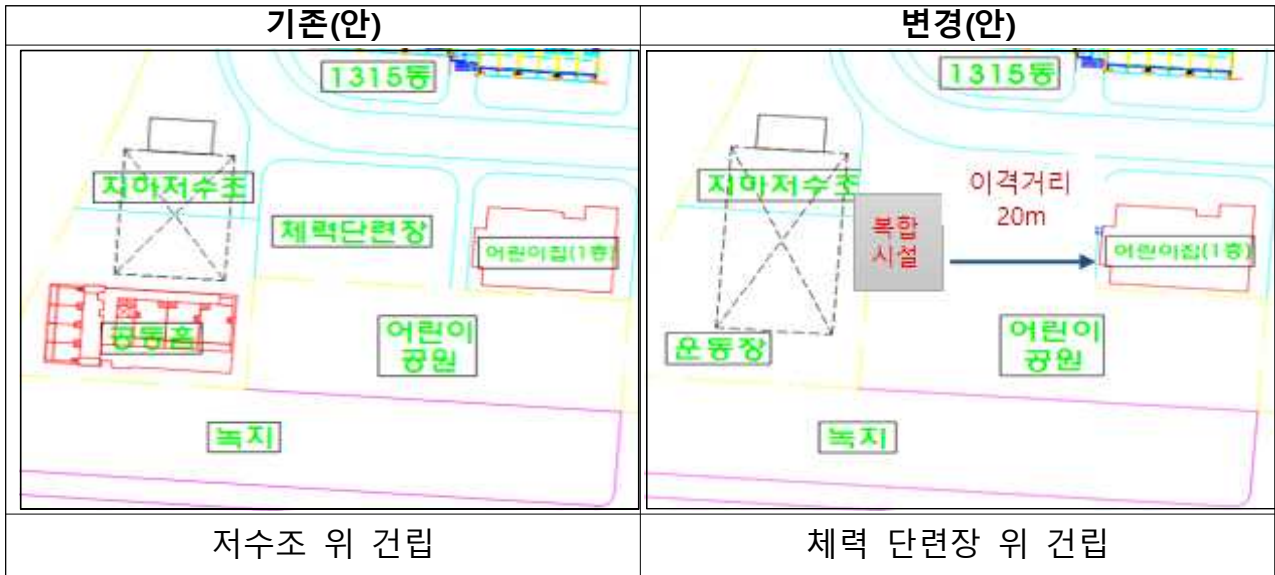 기존(안)
변경(안)
1315동
지하저수조
체력단련장
어린이집(1층)
공동홈
어린이
공원
녹지
1315동
지하저수조
이격거리
20m
복합
시설
어린이집(1층)
어린이
공원
운동장
녹지
저수조 위 건립
체력 단련장 위 건립